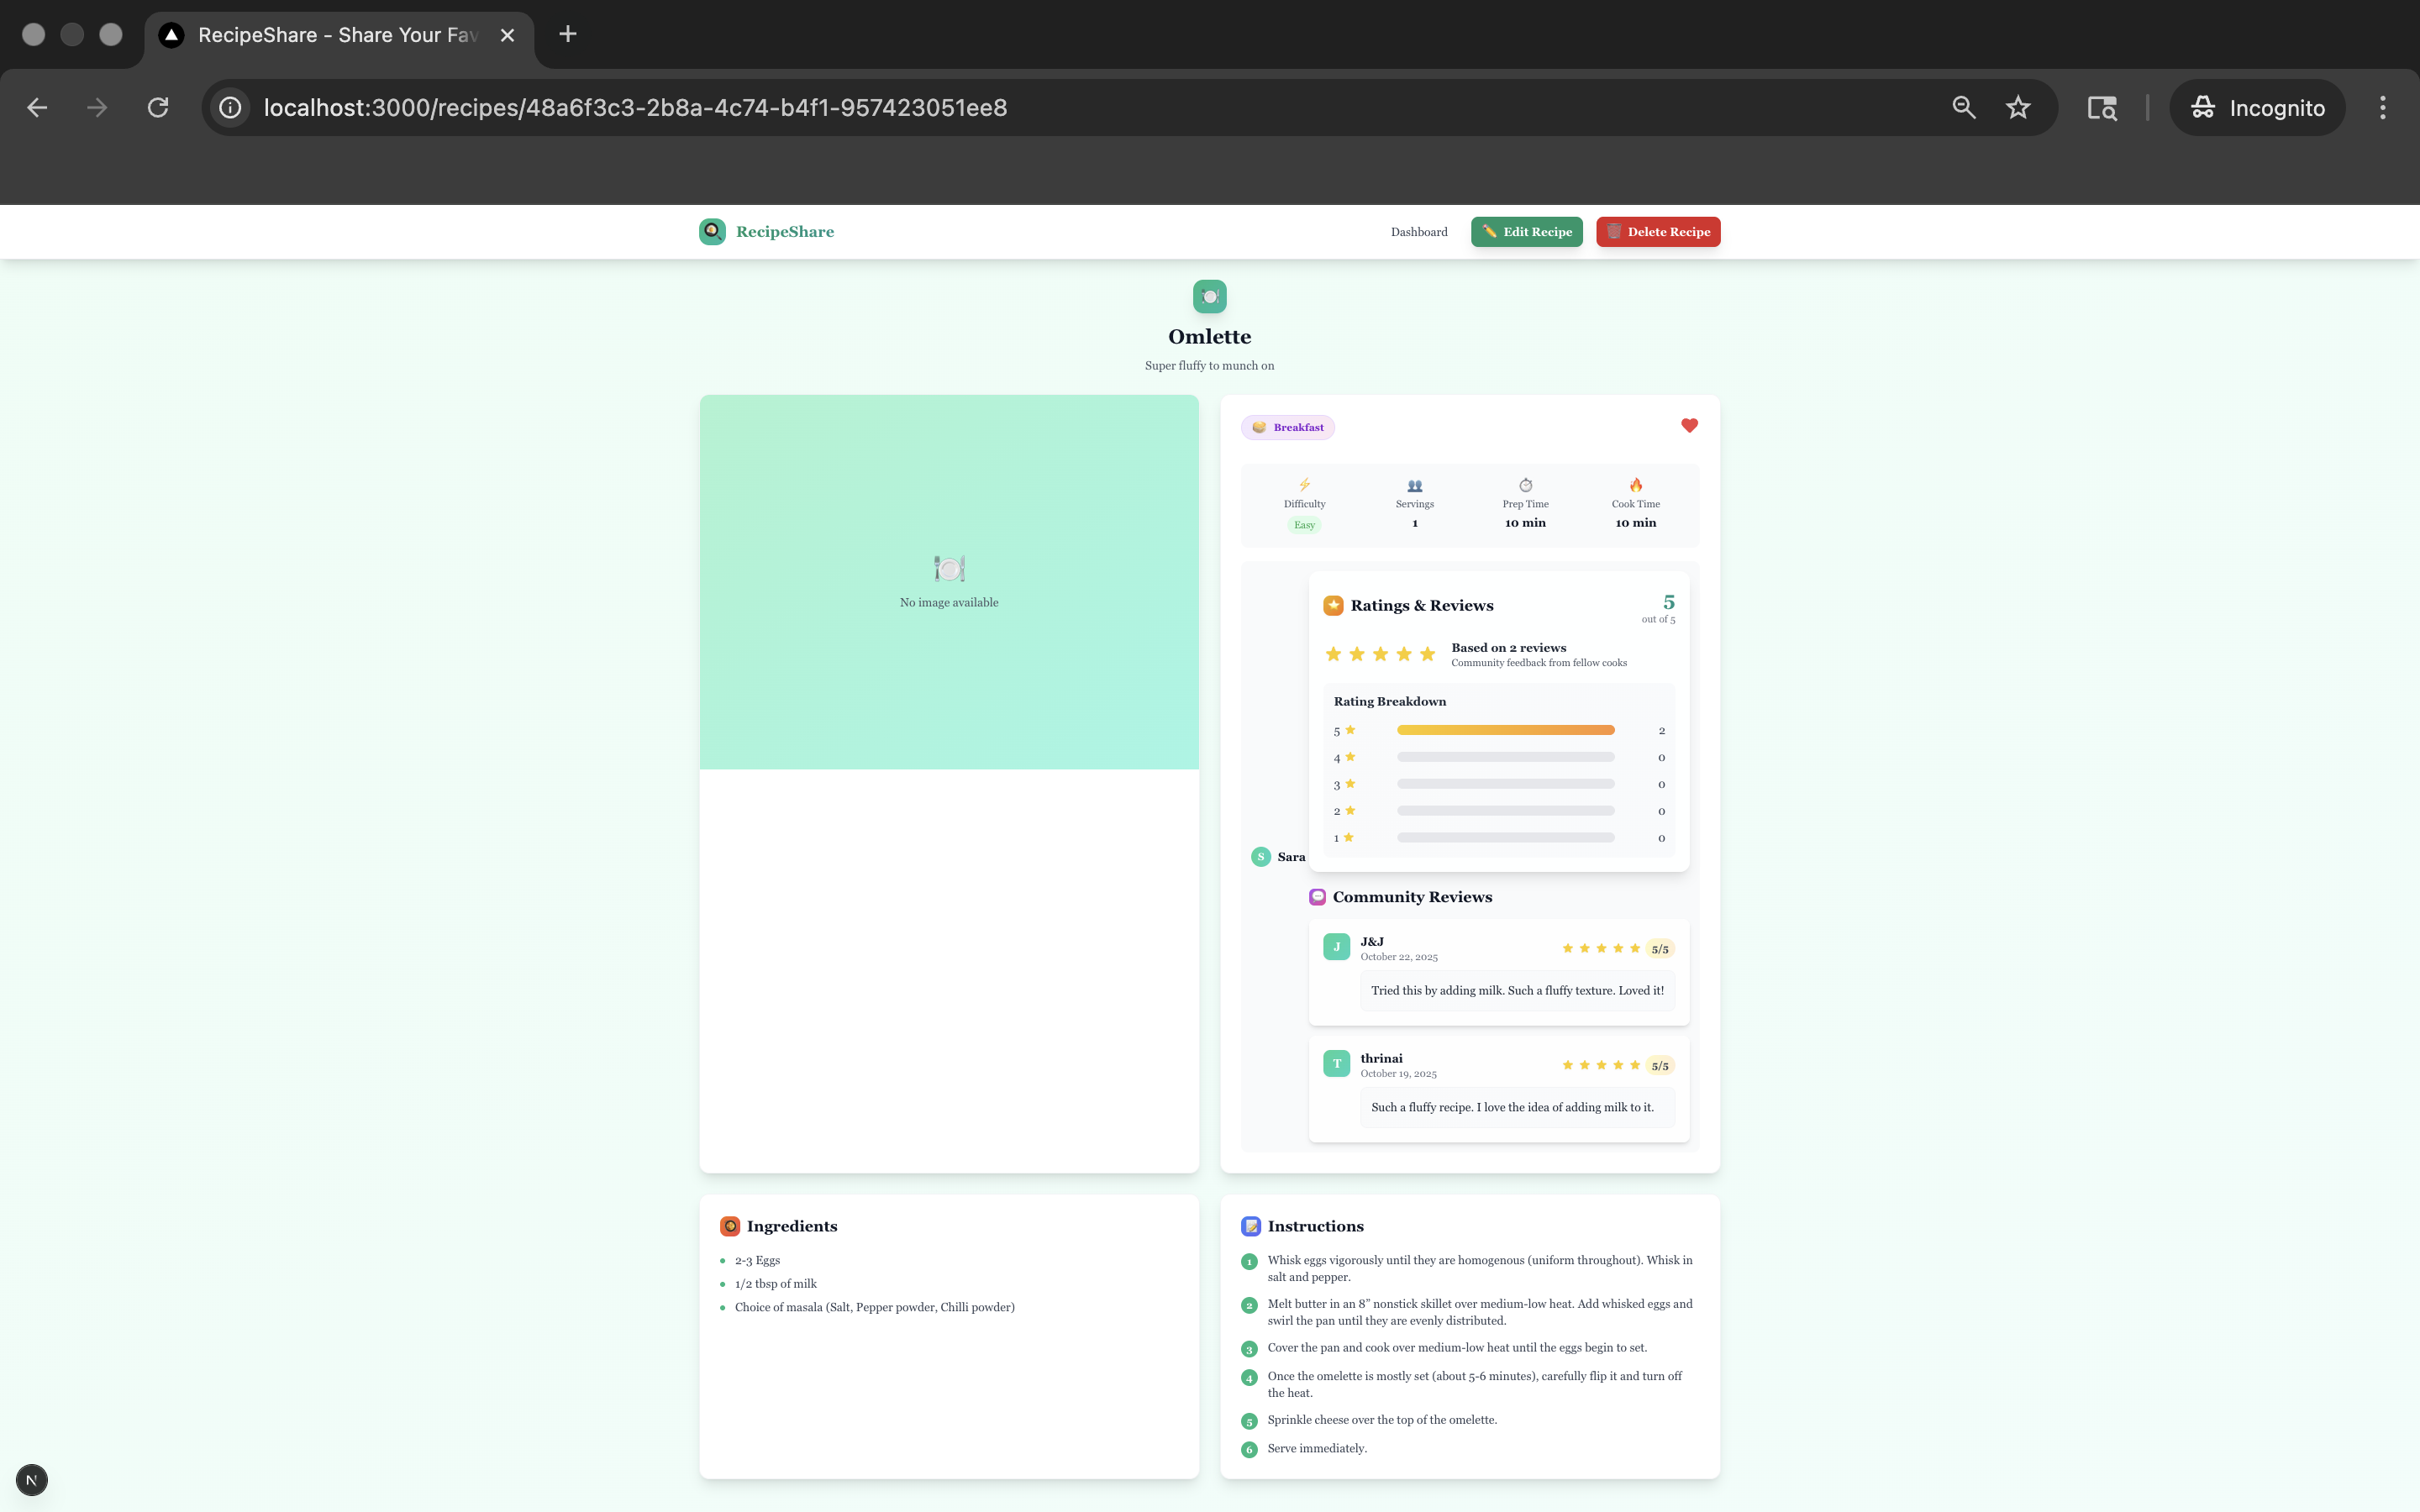 RecipeShare - Share Your Fav
localhost:3000/recipes/48a6f3c3-2b8a-4c74-b4f1-957423051ee8
Incognito
RecipeShare
Dashboard
Edit Recipe
Delete Recipe
Omlette
Super fluffy to munch on
No image available
Breakfast
Difficulty
Easy
Servings
1
Prep Time
10 min
Cook Time
10 min
S
Sara
Ratings & Reviews
5
out of 5
Based on 2 reviews
Community feedback from fellow cooks
Rating Breakdown
5
2
4
0
3
0
2
0
1
0
Community Reviews
J
J&J
October 22, 2025
5/5
Tried this by adding milk. Such a fluffy texture. Loved it!
T
thrinai
October 19, 2025
5/5
Such a fluffy recipe. I love the idea of adding milk to it.
Ingredients
2-3 Eggs
1/2 tbsp of milk
Choice of masala (Salt, Pepper powder, Chilli powder)
Instructions
1 Whisk eggs vigorously until they are homogenous (uniform throughout). Whisk in
salt and pepper.
2 Melt butter in an 8" nonstick skillet over medium-low heat. Add whisked eggs and
swirl the pan until they are evenly distributed.
3 Cover the pan and cook over medium-low heat until the eggs begin to set.
4 Once the omelette is mostly set (about 5-6 minutes), carefully flip it and turn off
the heat.
5 Sprinkle cheese over the top of the omelette.
6 Serve immediately.
N